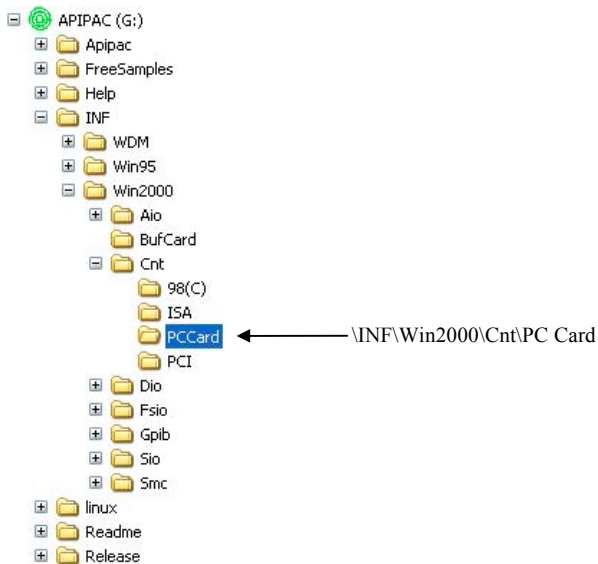 APIPAC (G:)
Apipac
FreeSamples
Help
INF
WDM
Win95
Win2000
Aio
BufCard
Cnt
98(C)
ISA
PCCard \INF\Win2000\Cnt\PC Card
PCI
Dio
Fsio
Gpib
Sio
Smc
linux
Readme
Release